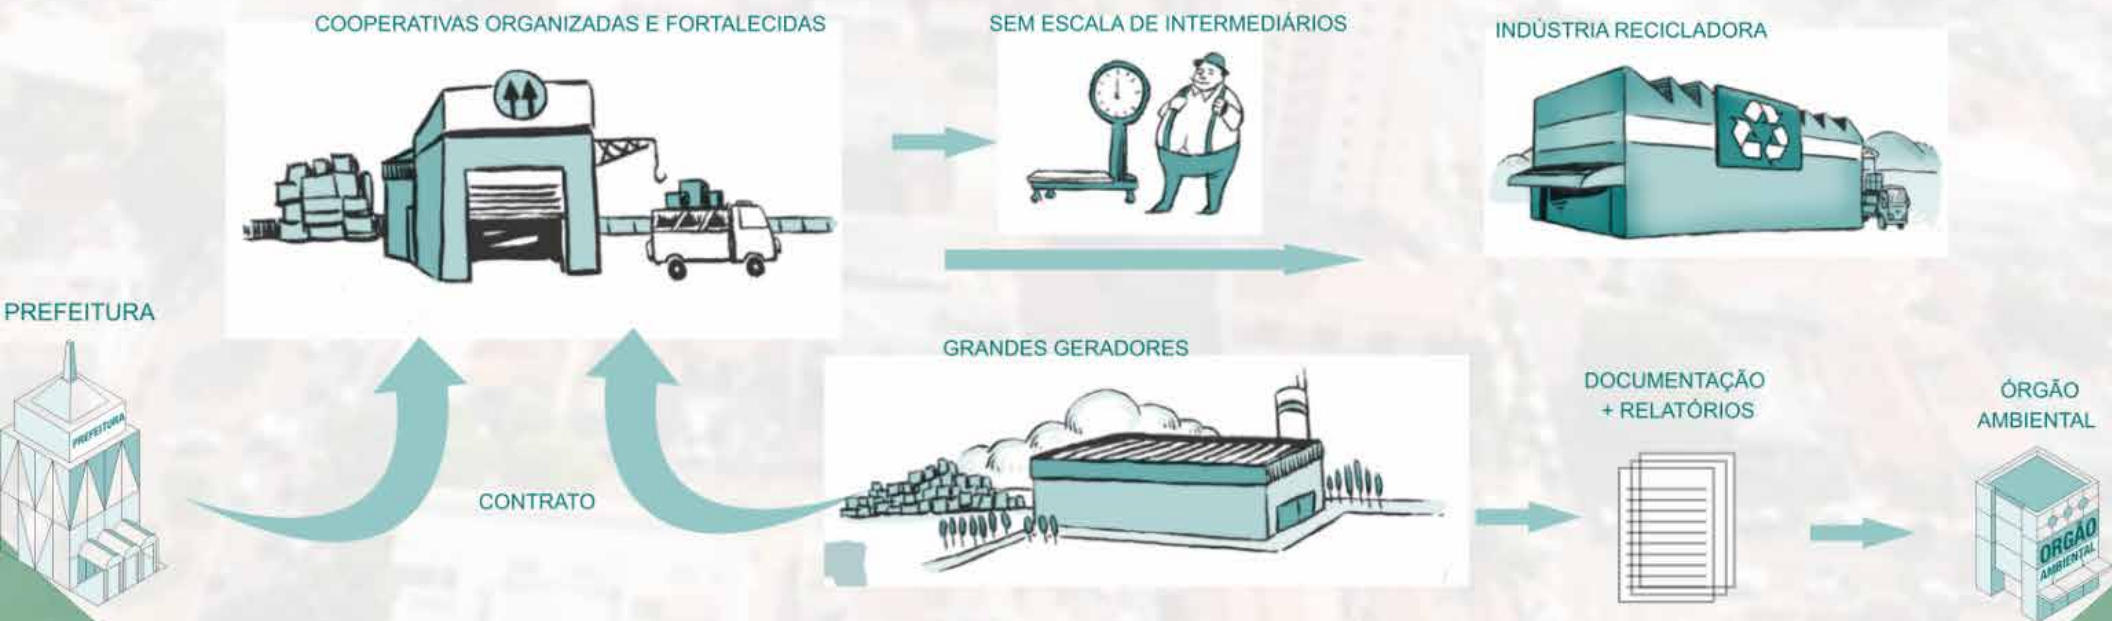 COOPERATIVAS ORGANIZADAS E FORTALECIDAS
SEM ESCALA DE INTERMEDIÁRIOS
INDÚSTRIA RECICLADORA
PREFEITURA
PREFEITURA
CONTRATO
GRANDES GERADORES
DOCUMENTAÇÃO
+ RELATÓRIOS
ÓRGÃO
AMBIENTAL
ORGÃO
AMBIENTAL